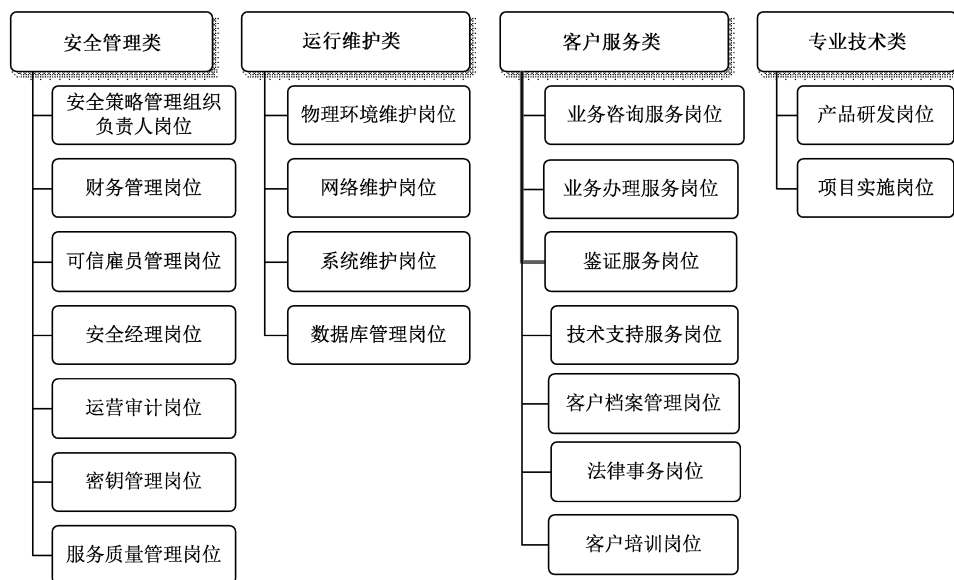 安全管理类
安全策略管理组织
负责人岗位
财务管理岗位
可信雇员管理岗位
安全经理岗位
运营审计岗位
密钥管理岗位
服务质量管理岗位
运行维护类
物理环境维护岗位
网络维护岗位
系统维护岗位
数据库管理岗位
客户服务类
业务咨询服务岗位
业务办理服务岗位
鉴证服务岗位
技术支持服务岗位
客户档案管理岗位
法律事务岗位
客户培训岗位
专业技术类
产品研发岗位
项目实施岗位